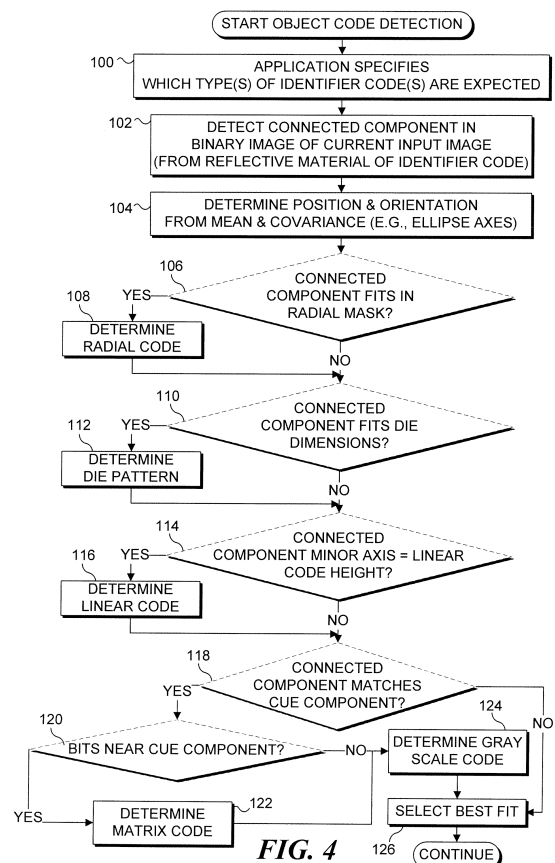 START OBJECT CODE DETECTION
100
APPLICATION SPECIFIES
WHICH TYPE(S) OF IDENTIFIER CODE(S) ARE EXPECTED
102
DETECT CONNECTED COMPONENT IN
BINARY IMAGE OF CURRENT INPUT IMAGE
(FROM REFLECTIVE MATERIAL OF IDENTIFIER CODE)
104
DETERMINE POSITION & ORIENTATION
FROM MEAN & COVARIANCE (E.G., ELLIPSE AXES)
106
CONNECTED
COMPONENT FITS IN
RADIAL MASK?
YES
108
DETERMINE
RADIAL CODE
NO
110
CONNECTED
COMPONENT FITS DIE
DIMENSIONS?
YES
112
DETERMINE
DIE PATTERN
NO
114
CONNECTED
COMPONENT MINOR AXIS = LINEAR
CODE HEIGHT?
YES
116
DETERMINE
LINEAR CODE
NO
118
CONNECTED
COMPONENT MATCHES
CUE COMPONENT?
YES
NO
120
BITS NEAR CUE COMPONENT?
NO
124
DETERMINE GRAY
SCALE CODE
YES
DETERMINE
MATRIX CODE
122
SELECT BEST FIT
126
CONTINUE
FIG. 4